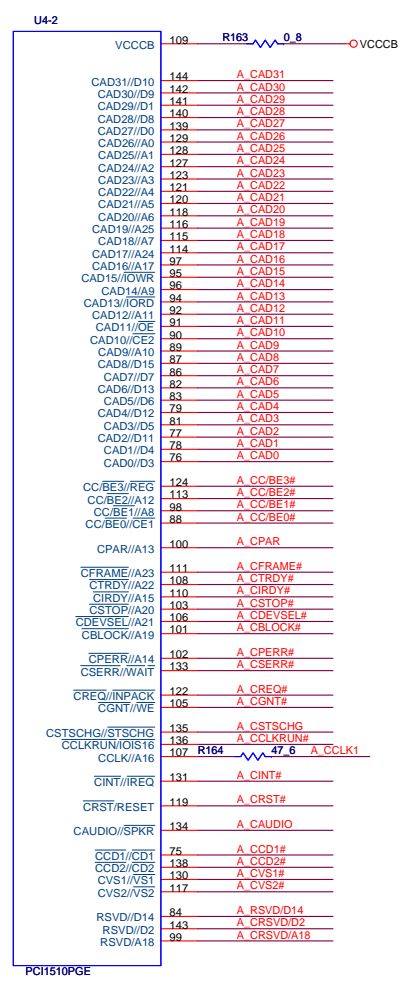 U4-2
VCCCB 109 R163 0_8 VCCCB
CAD31//D10 144 A_CAD31
CAD30//D9 142 A_CAD30
CAD29//D1 141 A_CAD29
CAD28//D8 140 A_CAD28
CAD27//D0 139 A_CAD27
CAD26//A0 129 A_CAD26
CAD25//A1 128 A_CAD25
CAD24//A2 127 A_CAD24
CAD23//A3 123 A_CAD23
CAD22//A4 121 A_CAD22
CAD21//A5 120 A_CAD21
CAD20//A6 118 A_CAD20
CAD19//A25 116 A_CAD19
CAD18//A7 115 A_CAD18
CAD17//A24 114 A_CAD17
CAD16//A17 97 A_CAD16
CAD15//IOWR 95 A_CAD15
CAD14/A9 96 A_CAD14
CAD13//IORD 94 A_CAD13
CAD12//A11 92 A_CAD12
CAD11//OE 91 A_CAD11
CAD10//CE2 90 A_CAD10
CAD9//A10 89 A_CAD9
CAD8//D15 87 A_CAD8
CAD7//D7 86 A_CAD7
CAD6//D13 82 A_CAD6
CAD5//D6 83 A_CAD5
CAD4//D12 79 A_CAD4
CAD3//D5 81 A_CAD3
CAD2//D11 77 A_CAD2
CAD1//D4 78 A_CAD1
CAD0//D3 76 A_CAD0
CC/BE3//REG 124 A_CC/BE3#
CC/BE2//A12 113 A_CC/BE2#
CC/BE1//A8 98 A_CC/BE1#
CC/BE0//CE1 88 A_CC/BE0#
CPAR//A13 100 A_CPAR
CFRAME//A23 111 A_CFRAME#
CTRDY//A22 108 A_CTRDY#
CIRDY//A15 110 A_CIRDY#
CSTOP//A20 103 A_CSTOP#
CDEVSEL//A21 106 A_CDEVSEL#
CBLOCK//A19 101 A_CBLOCK#
CPERR//A14 102 A_CPERR#
CSERR//WAIT 133 A_CSERR#
CREQ//INPACK 122 A_CREQ#
CGNT//WE 105 A_CGNT#
CSTSCHG//STSCHG 135 A_CSTSCHG
CCLKRUN/IOIS16 136 A_CCLKRUN#
CCLK//A16 107 R164 47_6 A_CCLK1
CINT//IREQ 131 A_CINT#
CRST/RESET 119 A_CRST#
CAUDIO//SPKR 134 A_CAUDIO
CCD1//CD1 75 A_CCD1#
CCD2//CD2 138 A_CCD2#
CVS1//VS1 130 A_CVS1#
CVS2//VS2 117 A_CVS2#
RSVD//D14 84 A_RSVD/D14
RSVD//D2 143 A_CRSVD/D2
RSVD/A18 99 A_CRSVD/A18
PCI1510PGE